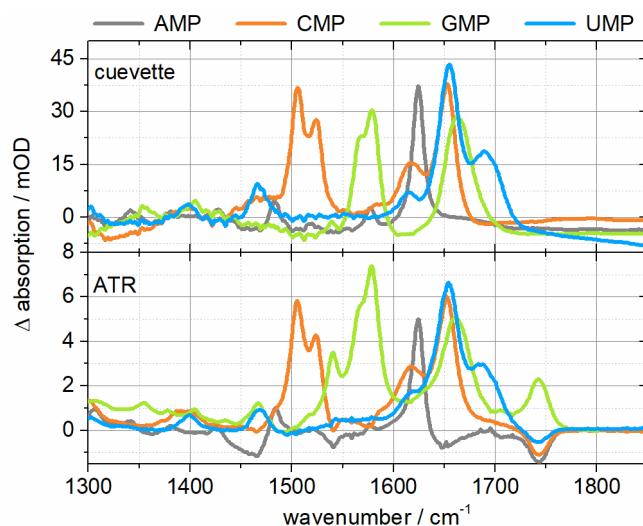 AMP CMP GMP UMP
45
cuevette
30
15
0
8
ATR
6
4
2
0
Δ absorption / mOD
1300 1400 1500 1600 1700 1800
wavenumber / cm-1